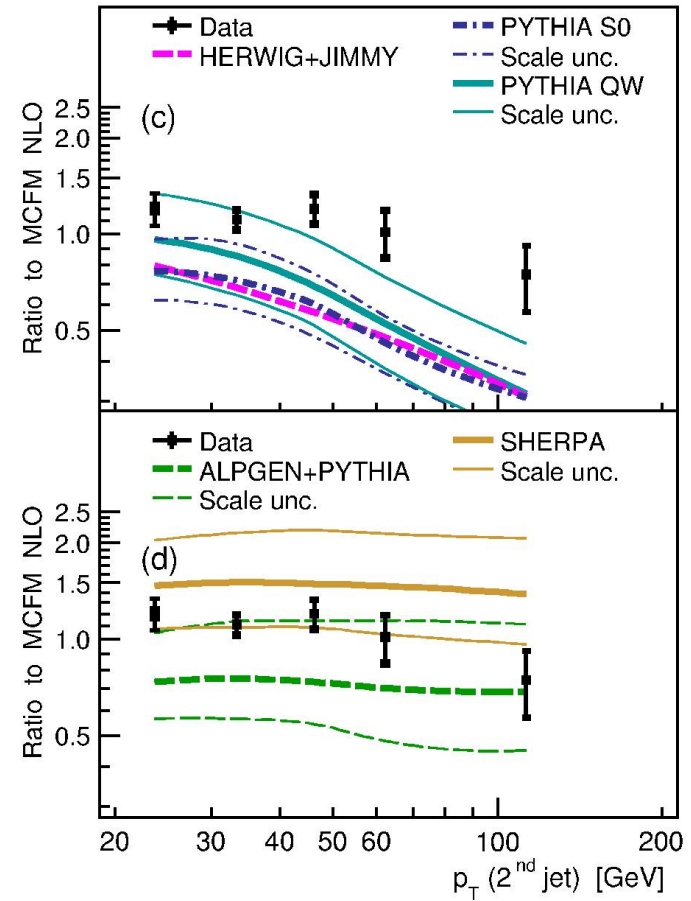 Data
HERWIG+JIMMY
PYTHIA S0
Scale unc.
PYTHIA QW
Scale unc.
Ratio to MCFM NLO
2.5
2.0
1.5
1.0
0.5
(c)
Data
ALPGEN+PYTHIA
Scale unc.
SHERPA
Scale unc.
Ratio to MCFM NLO
2.5
2.0
1.5
1.0
0.5
(d)
20 30 40 50 60 100 200
p_T (2^nd jet) [GeV]